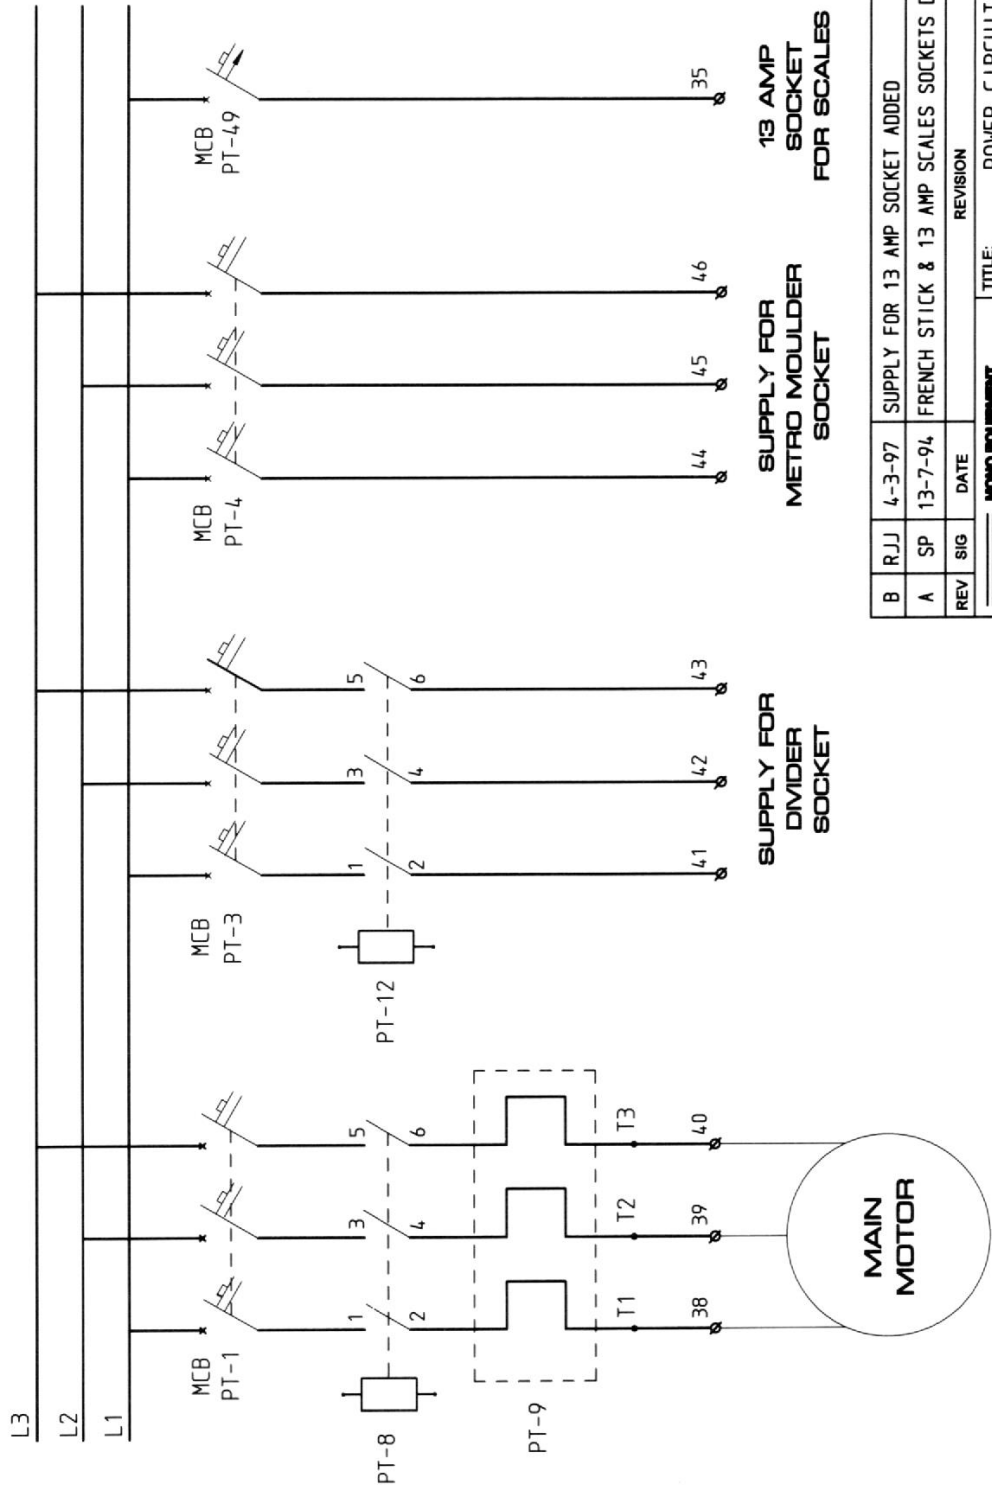 L3
L2
L1
MCB
PT-1
1
3
5
2
4
6
PT-8
PT-9
T1
T2
T3
38
39
40
MAIN
MOTOR
MCB
PT-3
1
3
5
2
4
6
PT-12
41
42
43
SUPPLY FOR
DIVIDER
SOCKET
MCB
PT-4
44
45
46
SUPPLY FOR
METRO MOULDER
SOCKET
MCB
PT-49
35
13 AMP
SOCKET
FOR SCALES
B RJJ 4-3-97 SUPPLY FOR 13 AMP SOCKET ADDED
A SP 13-7-94 FRENCH STICK & 13 AMP SCALES SOCKETS
REV SIG DATE REVISION
MONO EQUIPMENT
TITLE:
POWER CIRCUIT